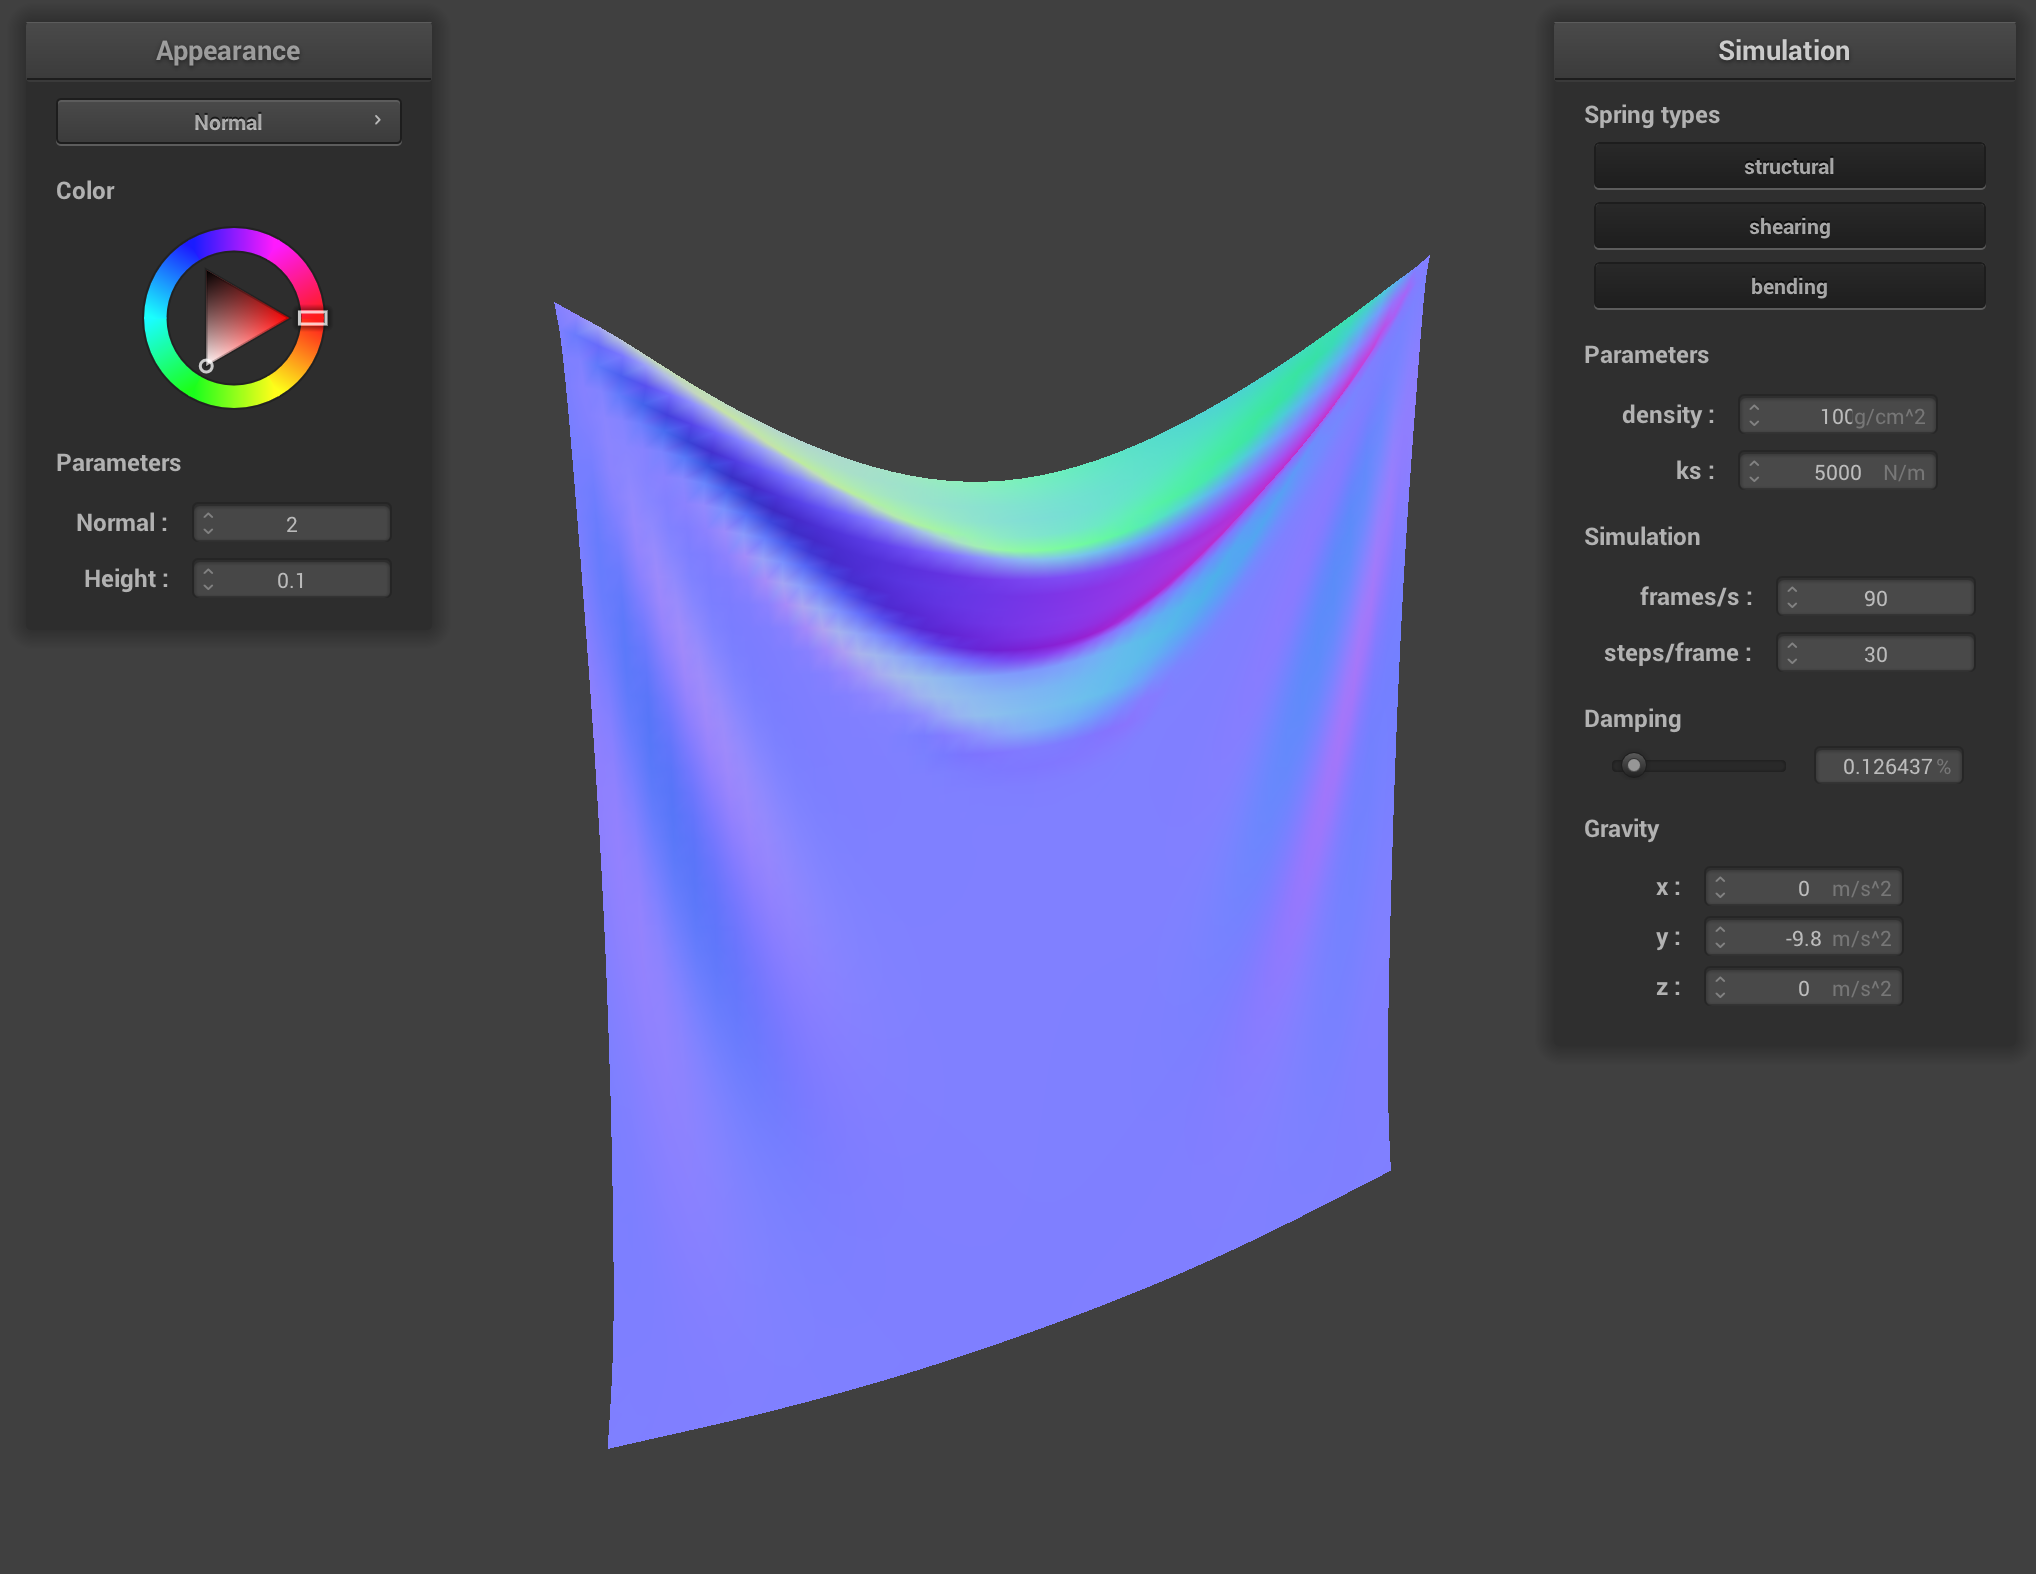 Appearance
Normal
Color
Parameters
Normal : 2
Height : 0.1
Simulation
Spring types
structural
shearing
bending
Parameters
density : 100 g/cm^2
ks : 5000 N/m
Simulation
frames/s : 90
steps/frame : 30
Damping
0.126437 %
Gravity
x : 0 m/s^2
y : -9.8 m/s^2
z : 0 m/s^2